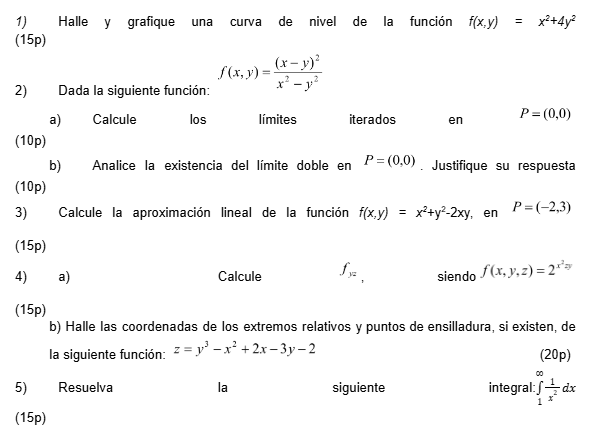 1) Halle y grafique una curva de nivel de la función f(x,y) = x²+4y²
(15p)
2) Dada la siguiente función: f(x, y) = (x − y)² / (x² − y²)
a) Calcule los límites iterados en P = (0,0)
(10p)
b) Analice la existencia del límite doble en P = (0,0) . Justifique su respuesta
(10p)
3) Calcule la aproximación lineal de la función f(x,y) = x²+y²-2xy, en P = (−2,3)
(15p)
4) a) Calcule f_yz , siendo f(x, y, z) = 2^(x²zy)
(15p)
b) Halle las coordenadas de los extremos relativos y puntos de ensilladura, si existen, de
la siguiente función: z = y³ − x² + 2x − 3y − 2 (20p)
5) Resuelva la siguiente integral: ∫₁^∞ 1/x² dx
(15p)